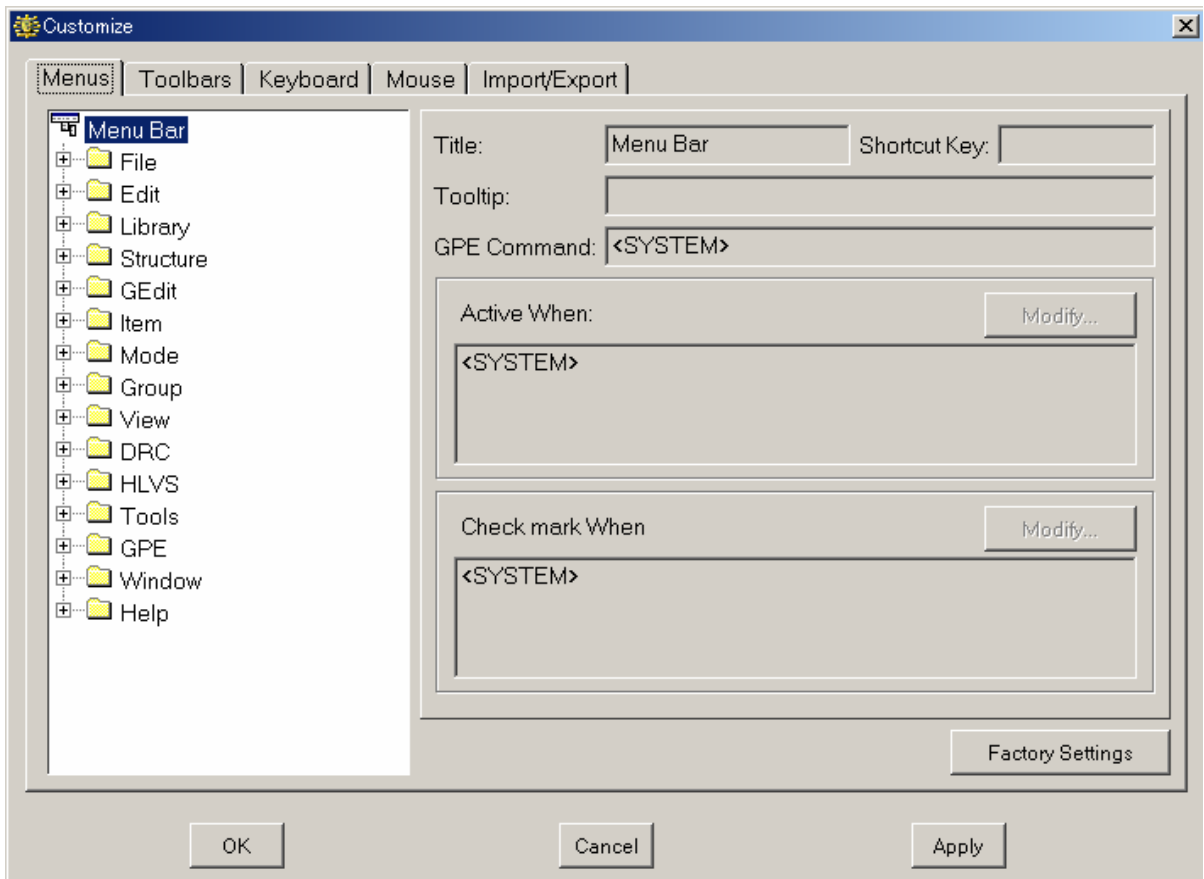 Customize
Menus Toolbars Keyboard Mouse Import/Export
Menu Bar
File
Edit
Library
Structure
GEdit
Item
Mode
Group
View
DRC
HLVS
Tools
GPE
Window
Help
Title: Menu Bar Shortcut Key:
Tooltip:
GPE Command: <SYSTEM>
Active When: Modify...
<SYSTEM>
Check mark When Modify...
<SYSTEM>
Factory Settings
OK Cancel Apply